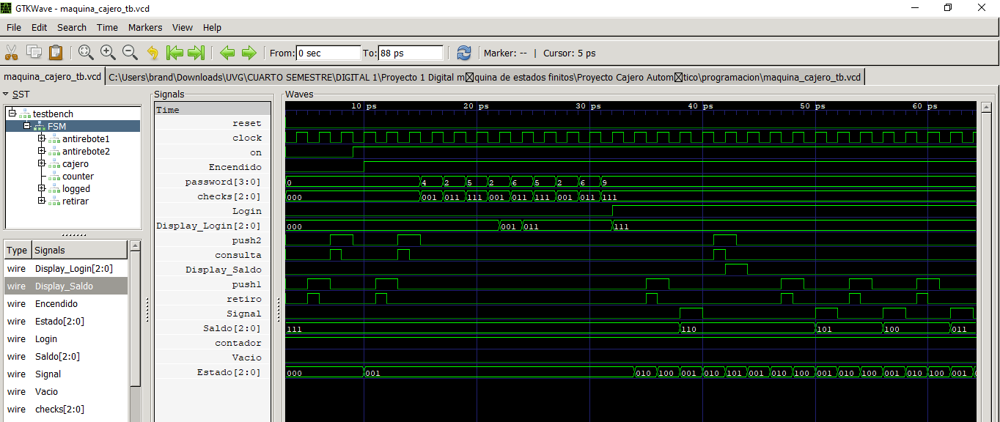 GTKWave - maquina_cajero_tb.vcd
File Edit Search Time Markers View Help
From: 0 sec To: 88 ps Marker: -- | Cursor: 5 ps
maquina_cajero_tb.vcd C:\Users\brand\Downloads\UVG\CUARTO SEMESTRE\DIGITAL 1\Proyecto 1 Digital m�quina de estados finitos\Proyecto Cajero Autom�tico\programacion\maquina_cajero_tb.vcd
SST
testbench
FSM
antirebote1
antirebote2
cajero
counter
logged
retirar
Type Signals
wire Display_Login[2:0]
wire Display_Saldo
wire Encendido
wire Estado[2:0]
wire Login
wire Saldo[2:0]
wire Signal
wire Vacio
wire checks[2:0]
Signals
Time
reset
clock
on
Encendido
password[3:0]
checks[2:0]
Login
Display_Login[2:0]
push2
consulta
Display_Saldo
push1
retiro
Signal
Saldo[2:0]
contador
Vacio
Estado[2:0]
Waves
10 ps 20 ps 30 ps 40 ps 50 ps 60 ps
0 4 2 5 2 6 5 2 6 9
000 001 011 111 001 011 111 001 011 111
000 001 011 111
111 110 101 100 011
000 001 010 100 001 010 101 001 010 100 001 010 100 001 010 100 001